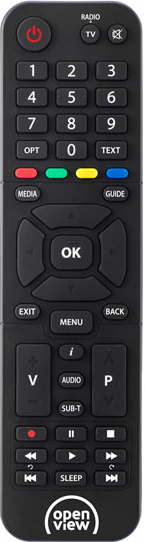 RADIO
TV
1 2 3
4 5 6
7 8 9
OPT 0 TEXT
MEDIA GUIDE
OK
EXIT BACK
MENU
i
V AUDIO P
SUB-T
SLEEP
open
view